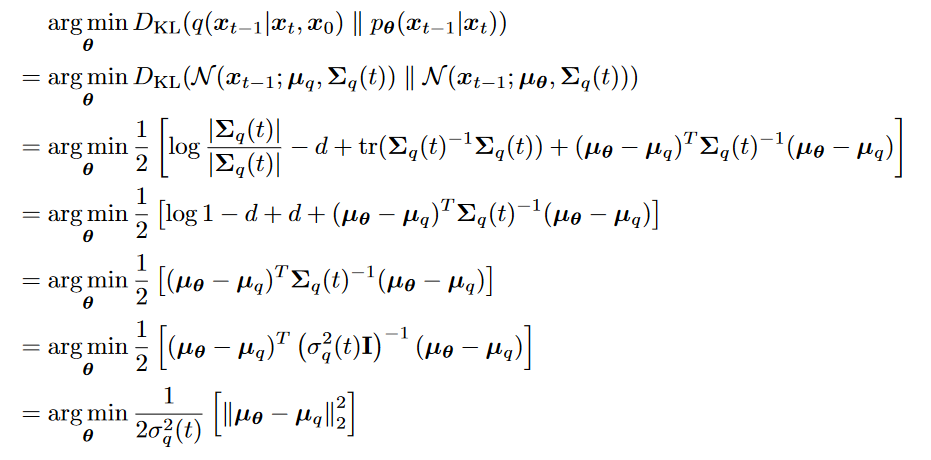 arg min_θ D_KL(q(x_{t−1}|x_t, x_0) ∥ p_θ(x_{t−1}|x_t))
= arg min_θ D_KL(𝒩(x_{t−1}; μ_q, Σ_q(t)) ∥ 𝒩(x_{t−1}; μ_θ, Σ_q(t)))
= arg min_θ 1/2 [log |Σ_q(t)|/|Σ_q(t)| − d + tr(Σ_q(t)^{−1}Σ_q(t)) + (μ_θ − μ_q)^T Σ_q(t)^{−1}(μ_θ − μ_q)]
= arg min_θ 1/2 [log 1 − d + d + (μ_θ − μ_q)^T Σ_q(t)^{−1}(μ_θ − μ_q)]
= arg min_θ 1/2 [(μ_θ − μ_q)^T Σ_q(t)^{−1}(μ_θ − μ_q)]
= arg min_θ 1/2 [(μ_θ − μ_q)^T (σ_q^2(t)I)^{−1} (μ_θ − μ_q)]
= arg min_θ 1/(2σ_q^2(t)) [∥μ_θ − μ_q∥_2^2]